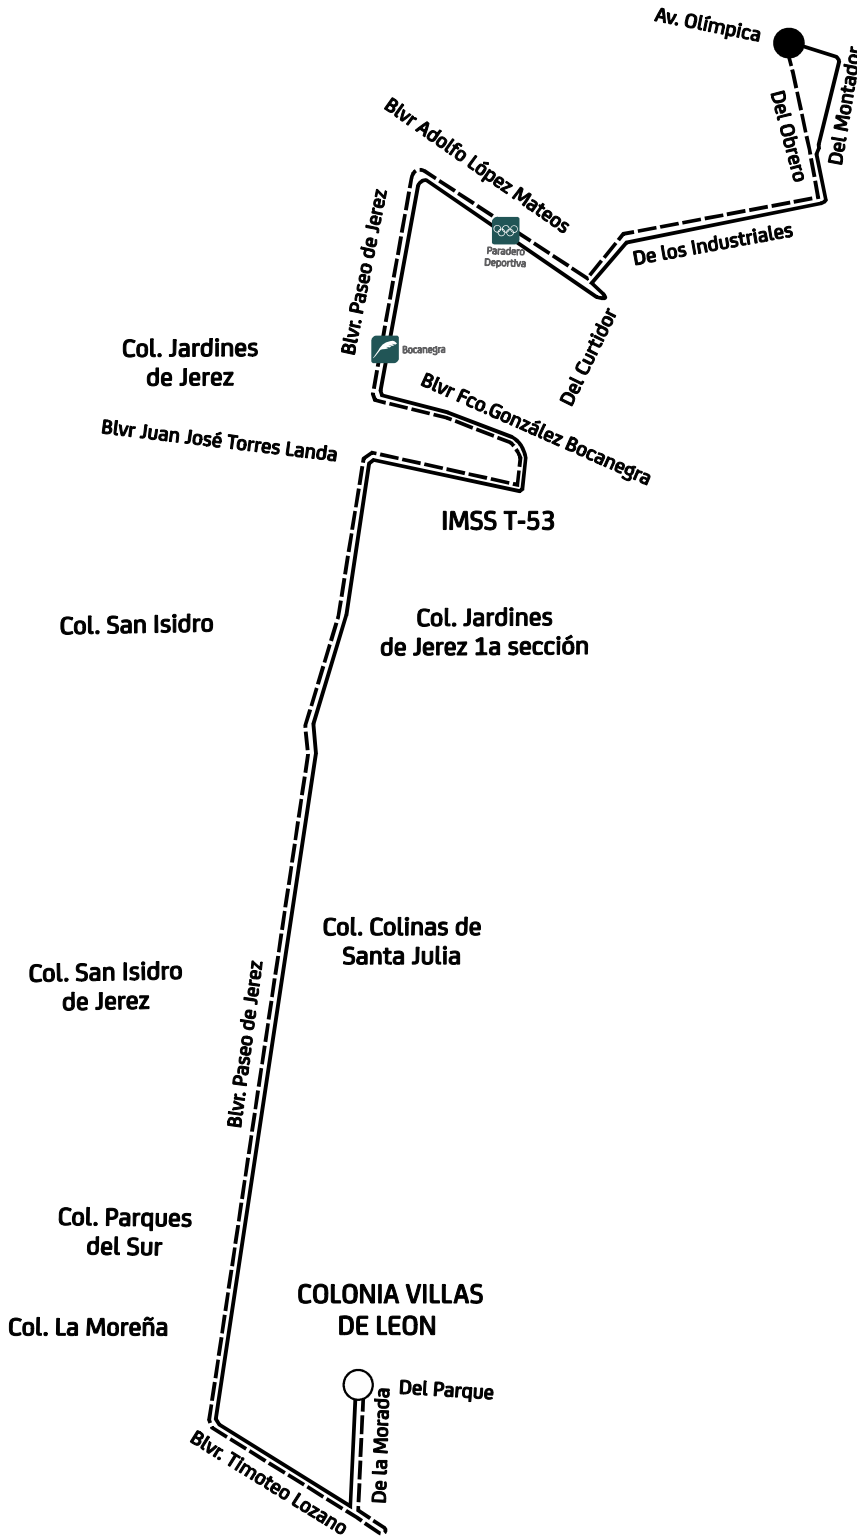 Av. Olímpica
Del Montador
Del Obrero
Blvr Adolfo López Mateos
De los Industriales
Paradero
Deportiva
Blvr. Paseo de Jerez
Del Curtidor
Col. Jardines
de Jerez
Bocanegra
Blvr Fco.González Bocanegra
Blvr Juan José Torres Landa
IMSS T-53
Col. San Isidro
Col. Jardines
de Jerez 1a sección
Col. Colinas de
Santa Julia
Col. San Isidro
de Jerez
Blvr. Paseo de Jerez
Col. Parques
del Sur
COLONIA VILLAS
DE LEON
Col. La Moreña
Del Parque
De la Morada
Blvr. Timoteo Lozano